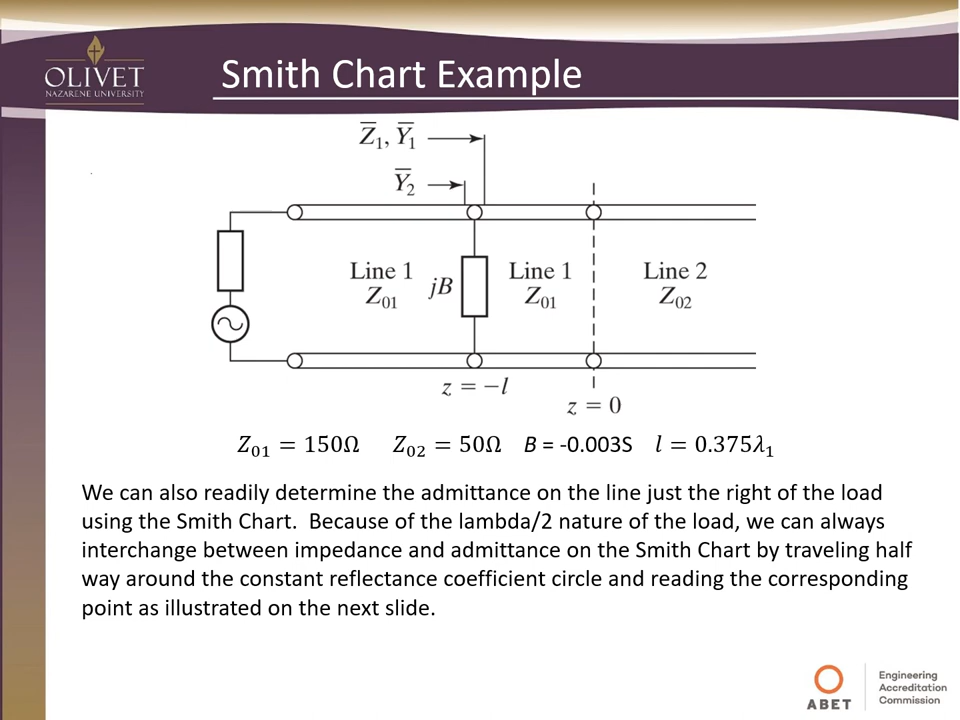 OLIVET
NAZARENE UNIVERSITY
Smith Chart Example
Z̅₁, Y̅₁
Y̅₂
Line 1
Z₀₁
jB
Line 1
Z₀₁
Line 2
Z₀₂
z = −l
z = 0
Z₀₁ = 150Ω Z₀₂ = 50Ω B = -0.003S l = 0.375λ₁
We can also readily determine the admittance on the line just the right of the load
using the Smith Chart. Because of the lambda/2 nature of the load, we can always
interchange between impedance and admittance on the Smith Chart by traveling half
way around the constant reflectance coefficient circle and reading the corresponding
point as illustrated on the next slide.
ABET
Engineering
Accreditation
Commission